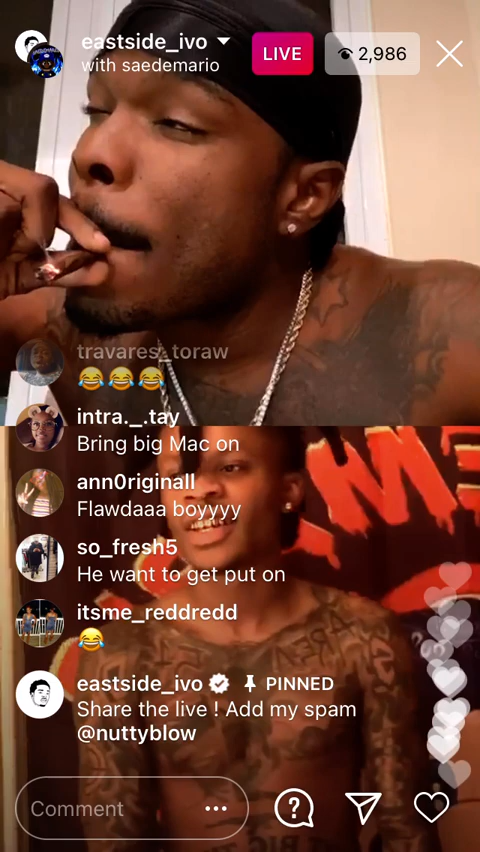 eastside_ivo
with saedemario
LIVE
2,986
travares_toraw
😂😂😂
intra._.tay
Bring big Mac on
ann0riginall
Flawdaaa boyyyy
so_fresh5
He want to get put on
itsme_reddredd
😂
eastside_ivo PINNED
Share the live ! Add my spam
@nuttyblow
Comment